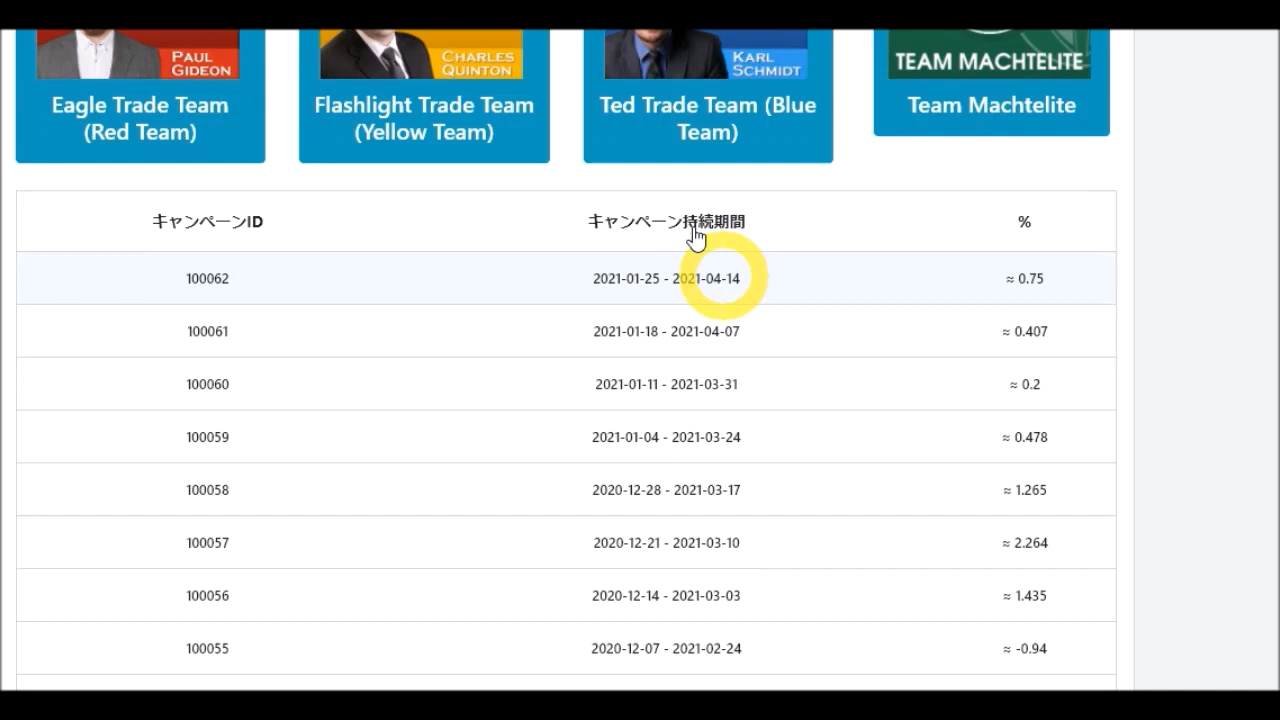 PAUL
GIDEON
CHARLES
QUINTON
KARL
SCHMIDT
TEAM MACHTELITE
Eagle Trade Team
(Red Team)
Flashlight Trade Team
(Yellow Team)
Ted Trade Team (Blue
Team)
Team Machtelite
キャンペーンID キャンペーン持続期間 %
100062 2021-01-25 - 2021-04-14 ≈ 0.75
100061 2021-01-18 - 2021-04-07 ≈ 0.407
100060 2021-01-11 - 2021-03-31 ≈ 0.2
100059 2021-01-04 - 2021-03-24 ≈ 0.478
100058 2020-12-28 - 2021-03-17 ≈ 1.265
100057 2020-12-21 - 2021-03-10 ≈ 2.264
100056 2020-12-14 - 2021-03-03 ≈ 1.435
100055 2020-12-07 - 2021-02-24 ≈ -0.94